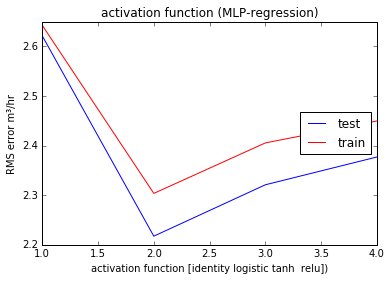 activation function (MLP-regression)
RMS error m³/hr
2.6
2.5
2.4
2.3
2.2
test
train
1.0 1.5 2.0 2.5 3.0 3.5 4.0
activation function [identity logistic tanh  relu])